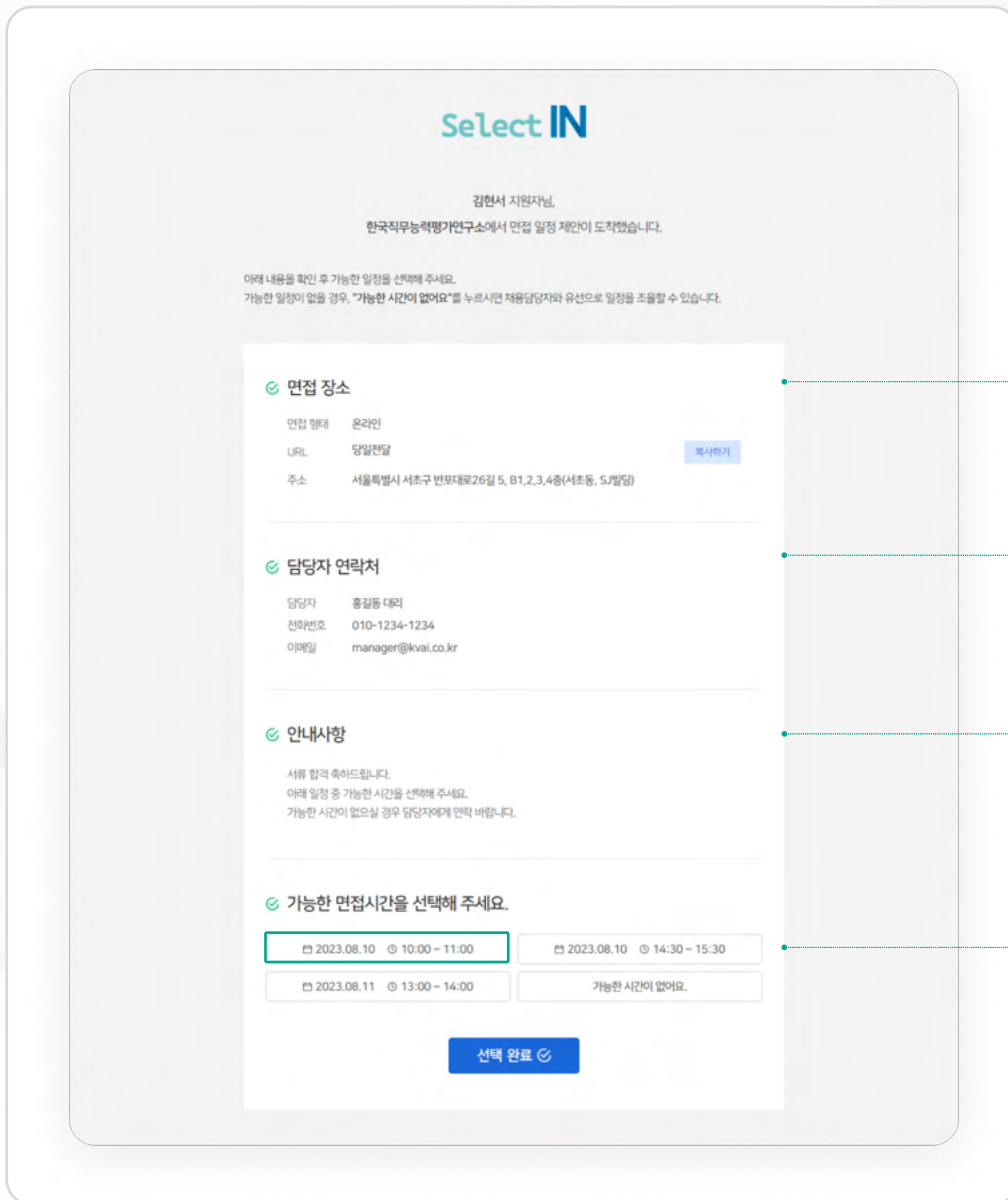 Select IN
김현서 지원자님,
한국직무능력평가연구소에서 면접 일정 제안이 도착했습니다.
아래 내용을 확인 후 가능한 일정을 선택해 주세요.
가능한 일정이 없을 경우, "가능한 시간이 없어요"를 누르시면 채용담당자와 유선으로 일정을 조율할 수 있습니다.
면접 장소
면접 형태 온라인
URL 당일전달 복사하기
주소 서울특별시 서초구 반포대로26길 5, B1,2,3,4층(서초동, SJ빌딩)
담당자 연락처
담당자 홍길동 대리
전화번호 010-1234-1234
이메일 manager@kvai.co.kr
안내사항
서류 합격 축하드립니다.
아래 일정 중 가능한 시간을 선택해 주세요.
가능한 시간이 없으실 경우 담당자에게 연락 바랍니다.
가능한 면접시간을 선택해 주세요.
2023.08.10 10:00 ~ 11:00 2023.08.10 14:30 ~ 15:30
2023.08.11 13:00 ~ 14:00 가능한 시간이 없어요.
선택 완료